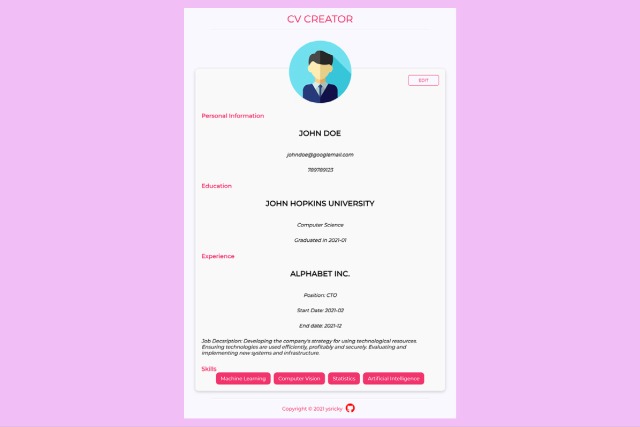 CV CREATOR
EDIT
Personal Information
JOHN DOE
johndoe@googlemail.com
789789123
Education
JOHN HOPKINS UNIVERSITY
Computer Science
Graduated in 2021-01
Experience
ALPHABET INC.
Position: CTO
Start Date: 2021-02
End date: 2021-12
Job Decription: Developing the company's strategy for using technological resources.
Ensuring technologies are used efficiently, profitably and securely. Evaluating and
implementing new systems and infrastructure.
Skills
Machine Learning Computer Vision Statistics Artificial Intelligence
Copyright © 2021 ysricky